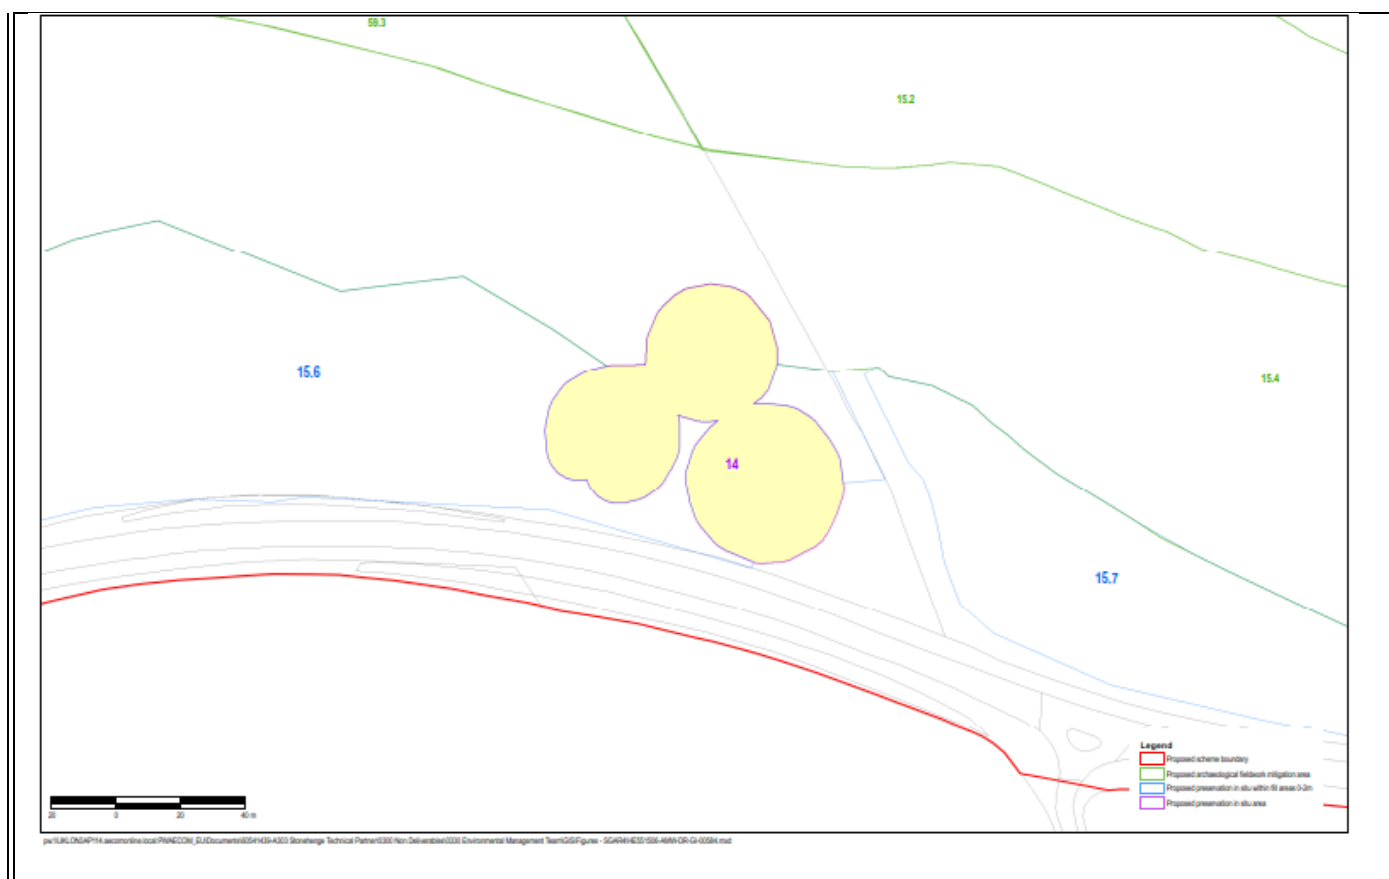 59.3
15.2
15.6
15.4
14
15.7
Legend
Proposed scheme boundary
Proposed archaeological fieldwork mitigation area
Proposed preservation in situ within fill areas 0-2m
Proposed preservation in situ area
20 0 20 40 m